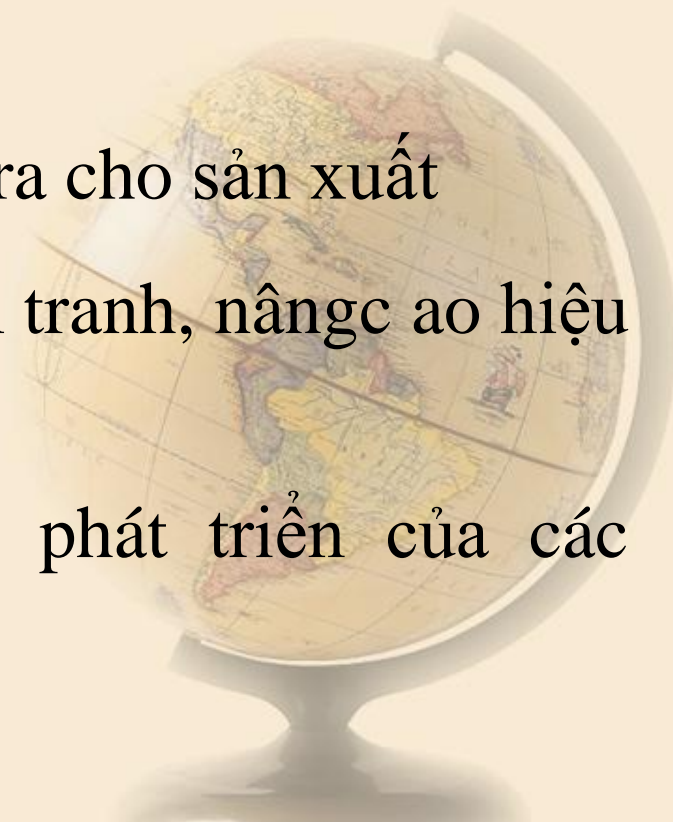 ra cho sản xuất
tranh, nângc ao hiệu
phát triển của các